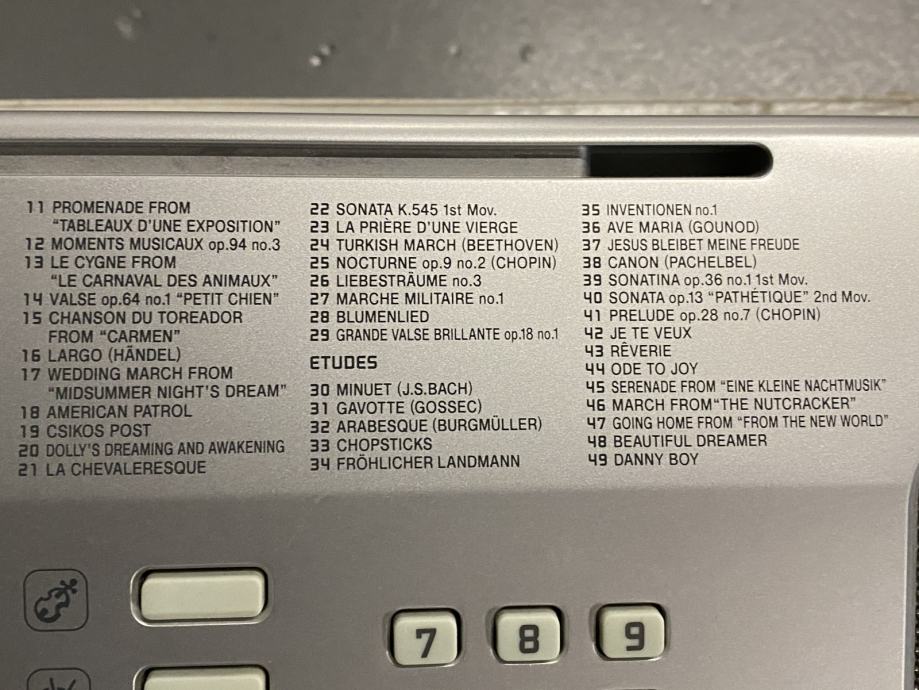 11 PROMENADE FROM
"TABLEAUX D'UNE EXPOSITION"
12 MOMENTS MUSICAUX op.94 no.3
13 LE CYGNE FROM
"LE CARNAVAL DES ANIMAUX"
14 VALSE op.64 no.1 "PETIT CHIEN"
15 CHANSON DU TOREADOR
FROM "CARMEN"
16 LARGO (HÄNDEL)
17 WEDDING MARCH FROM
"MIDSUMMER NIGHT'S DREAM"
18 AMERICAN PATROL
19 CSIKOS POST
20 DOLLY'S DREAMING AND AWAKENING
21 LA CHEVALERESQUE
22 SONATA K.545 1st Mov.
23 LA PRIÈRE D'UNE VIERGE
24 TURKISH MARCH (BEETHOVEN)
25 NOCTURNE op.9 no.2 (CHOPIN)
26 LIEBESTRÄUME no.3
27 MARCHE MILITAIRE no.1
28 BLUMENLIED
29 GRANDE VALSE BRILLANTE op.18 no.1
ETUDES
30 MINUET (J.S.BACH)
31 GAVOTTE (GOSSEC)
32 ARABESQUE (BURGMÜLLER)
33 CHOPSTICKS
34 FRÖHLICHER LANDMANN
35 INVENTIONEN no.1
36 AVE MARIA (GOUNOD)
37 JESUS BLEIBET MEINE FREUDE
38 CANON (PACHELBEL)
39 SONATINA op.36 no.1 1st Mov.
40 SONATA op.13 "PATHÉTIQUE" 2nd Mov.
41 PRELUDE op.28 no.7 (CHOPIN)
42 JE TE VEUX
43 RÊVERIE
44 ODE TO JOY
45 SERENADE FROM "EINE KLEINE NACHTMUSIK"
46 MARCH FROM "THE NUTCRACKER"
47 GOING HOME FROM "FROM THE NEW WORLD"
48 BEAUTIFUL DREAMER
49 DANNY BOY
7 8 9